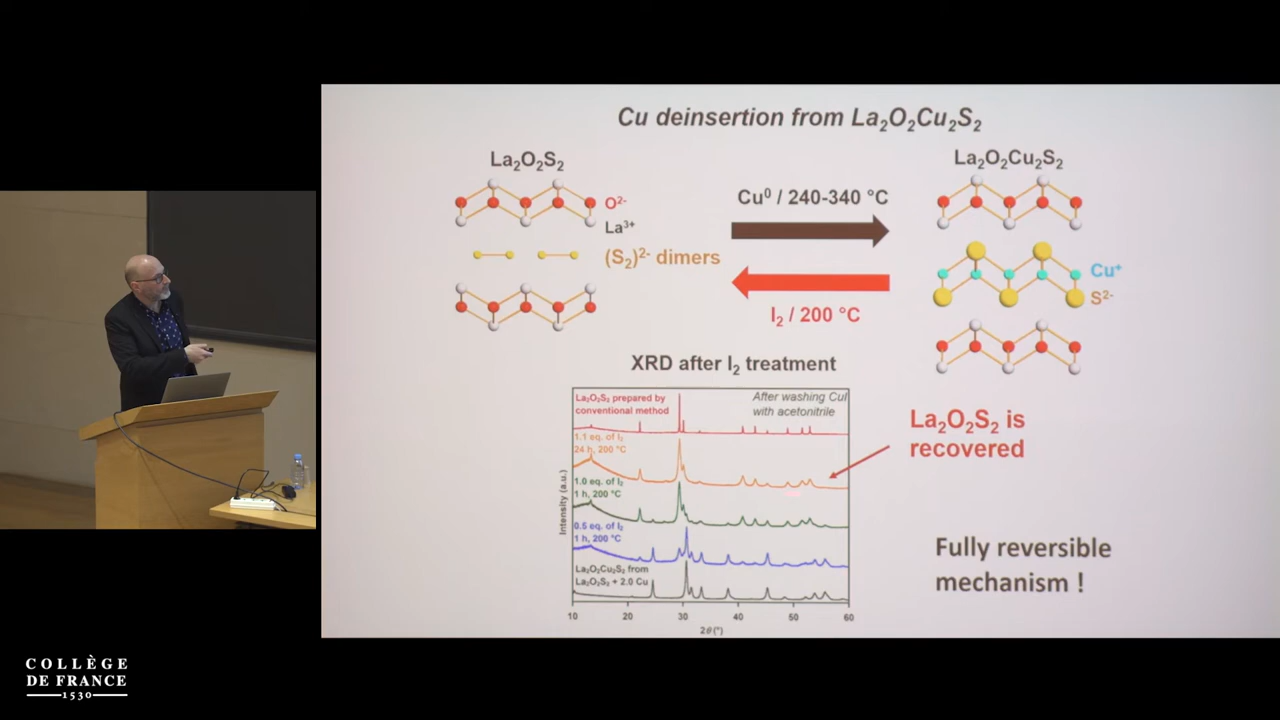 Cu deinsertion from La₂O₂Cu₂S₂
La₂O₂S₂
La₂O₂Cu₂S₂
O²⁻
La³⁺
(S₂)²⁻ dimers
Cu⁰ / 240-340 °C
I₂ / 200 °C
Cu⁺
S²⁻
XRD after I₂ treatment
La₂O₂S₂ prepared by
conventional method
After washing CuI
with acetonitrile
1.1 eq. of I₂
24 h, 200 °C
1.0 eq. of I₂
1 h, 200 °C
0.5 eq. of I₂
1 h, 200 °C
La₂O₂Cu₂S₂ from
La₂O₂S₂ + 2.0 Cu
Intensity (a.u.)
10 20 30 40 50 60
2θ (°)
La₂O₂S₂ is
recovered
Fully reversible
mechanism !
COLLÈGE
DE FRANCE
1530